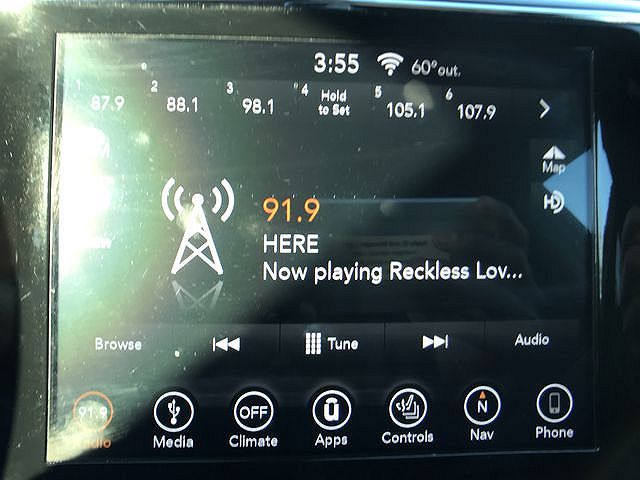 3:55 60° out.
1 87.9 2 88.1 3 98.1 4 Hold to Set 5 105.1 6 107.9
Map
HD
91.9
HERE
Now playing Reckless Lov...
Browse Tune Audio
91.9 OFF N
Media Climate Apps Controls Nav Phone